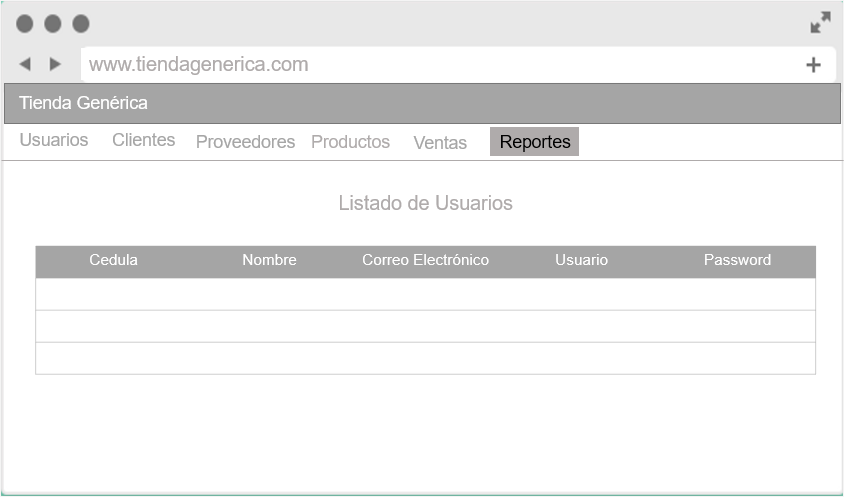 www.tiendagenerica.com
Tienda Genérica
Usuarios Clientes Proveedores Productos Ventas Reportes
Listado de Usuarios
Cedula Nombre Correo Electrónico Usuario Password